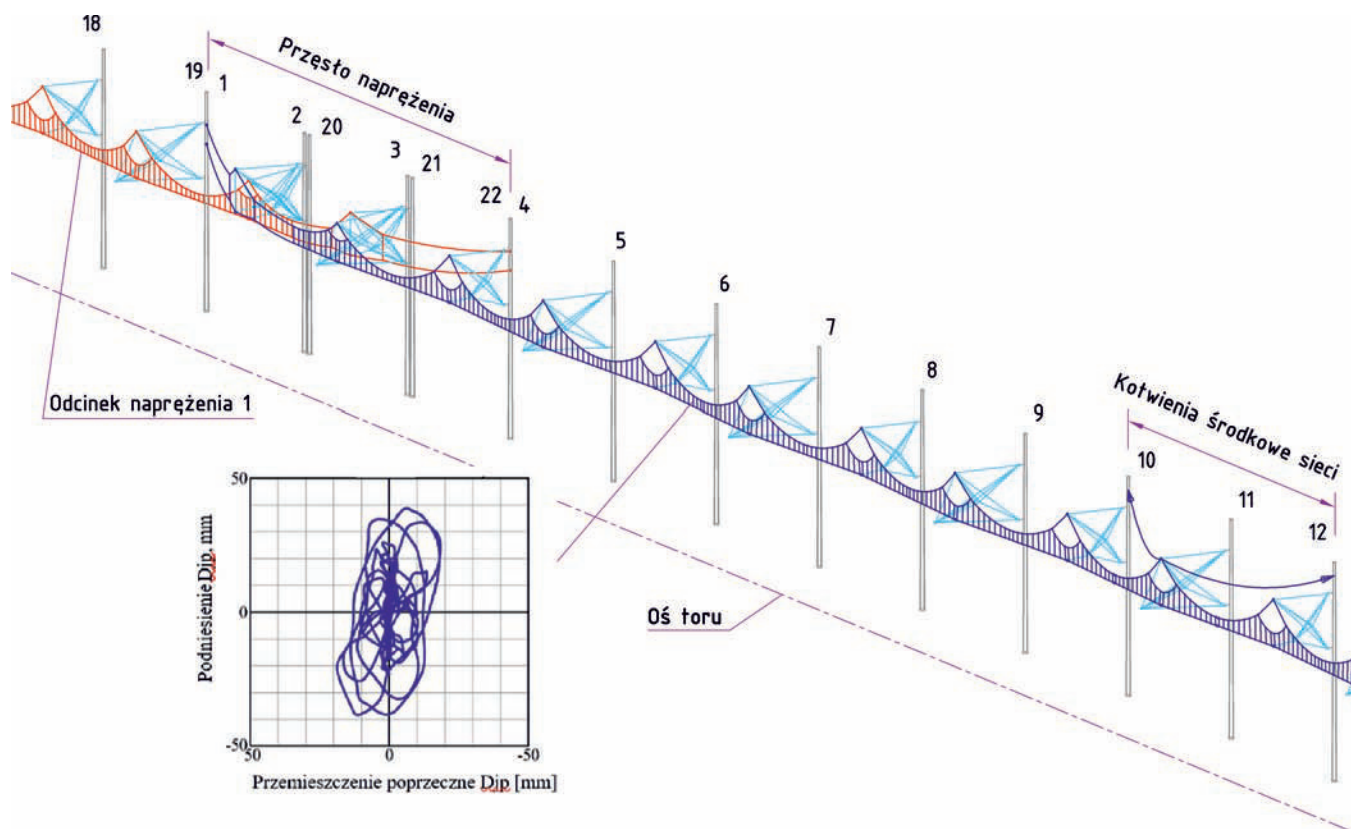 18
19 1
Przęsło naprężenia
2 20
3 21
22 4
5
6
7
8
9
Kotwienia środkowe sieci
10
11
12
Odcinek naprężenia 1
Oś toru
50
0
-50
Podniesienie Djp. mm
50 0 -50
Przemieszczenie poprzeczne Djp [mm]